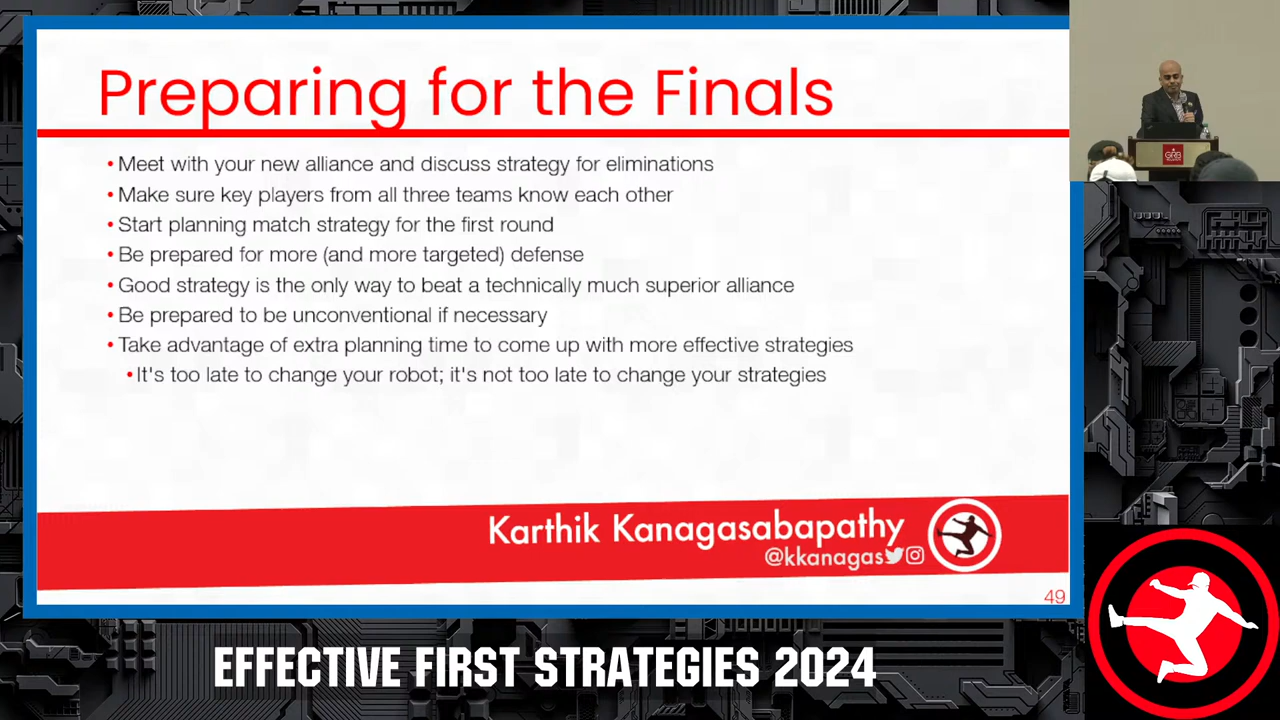 Preparing for the Finals
• Meet with your new alliance and discuss strategy for eliminations
• Make sure key players from all three teams know each other
• Start planning match strategy for the first round
• Be prepared for more (and more targeted) defense
• Good strategy is the only way to beat a technically much superior alliance
• Be prepared to be unconventional if necessary
• Take advantage of extra planning time to come up with more effective strategies
• It's too late to change your robot; it's not too late to change your strategies
Karthik Kanagasabapathy
@kkanagas
49
GRB
EFFECTIVE FIRST STRATEGIES 2024